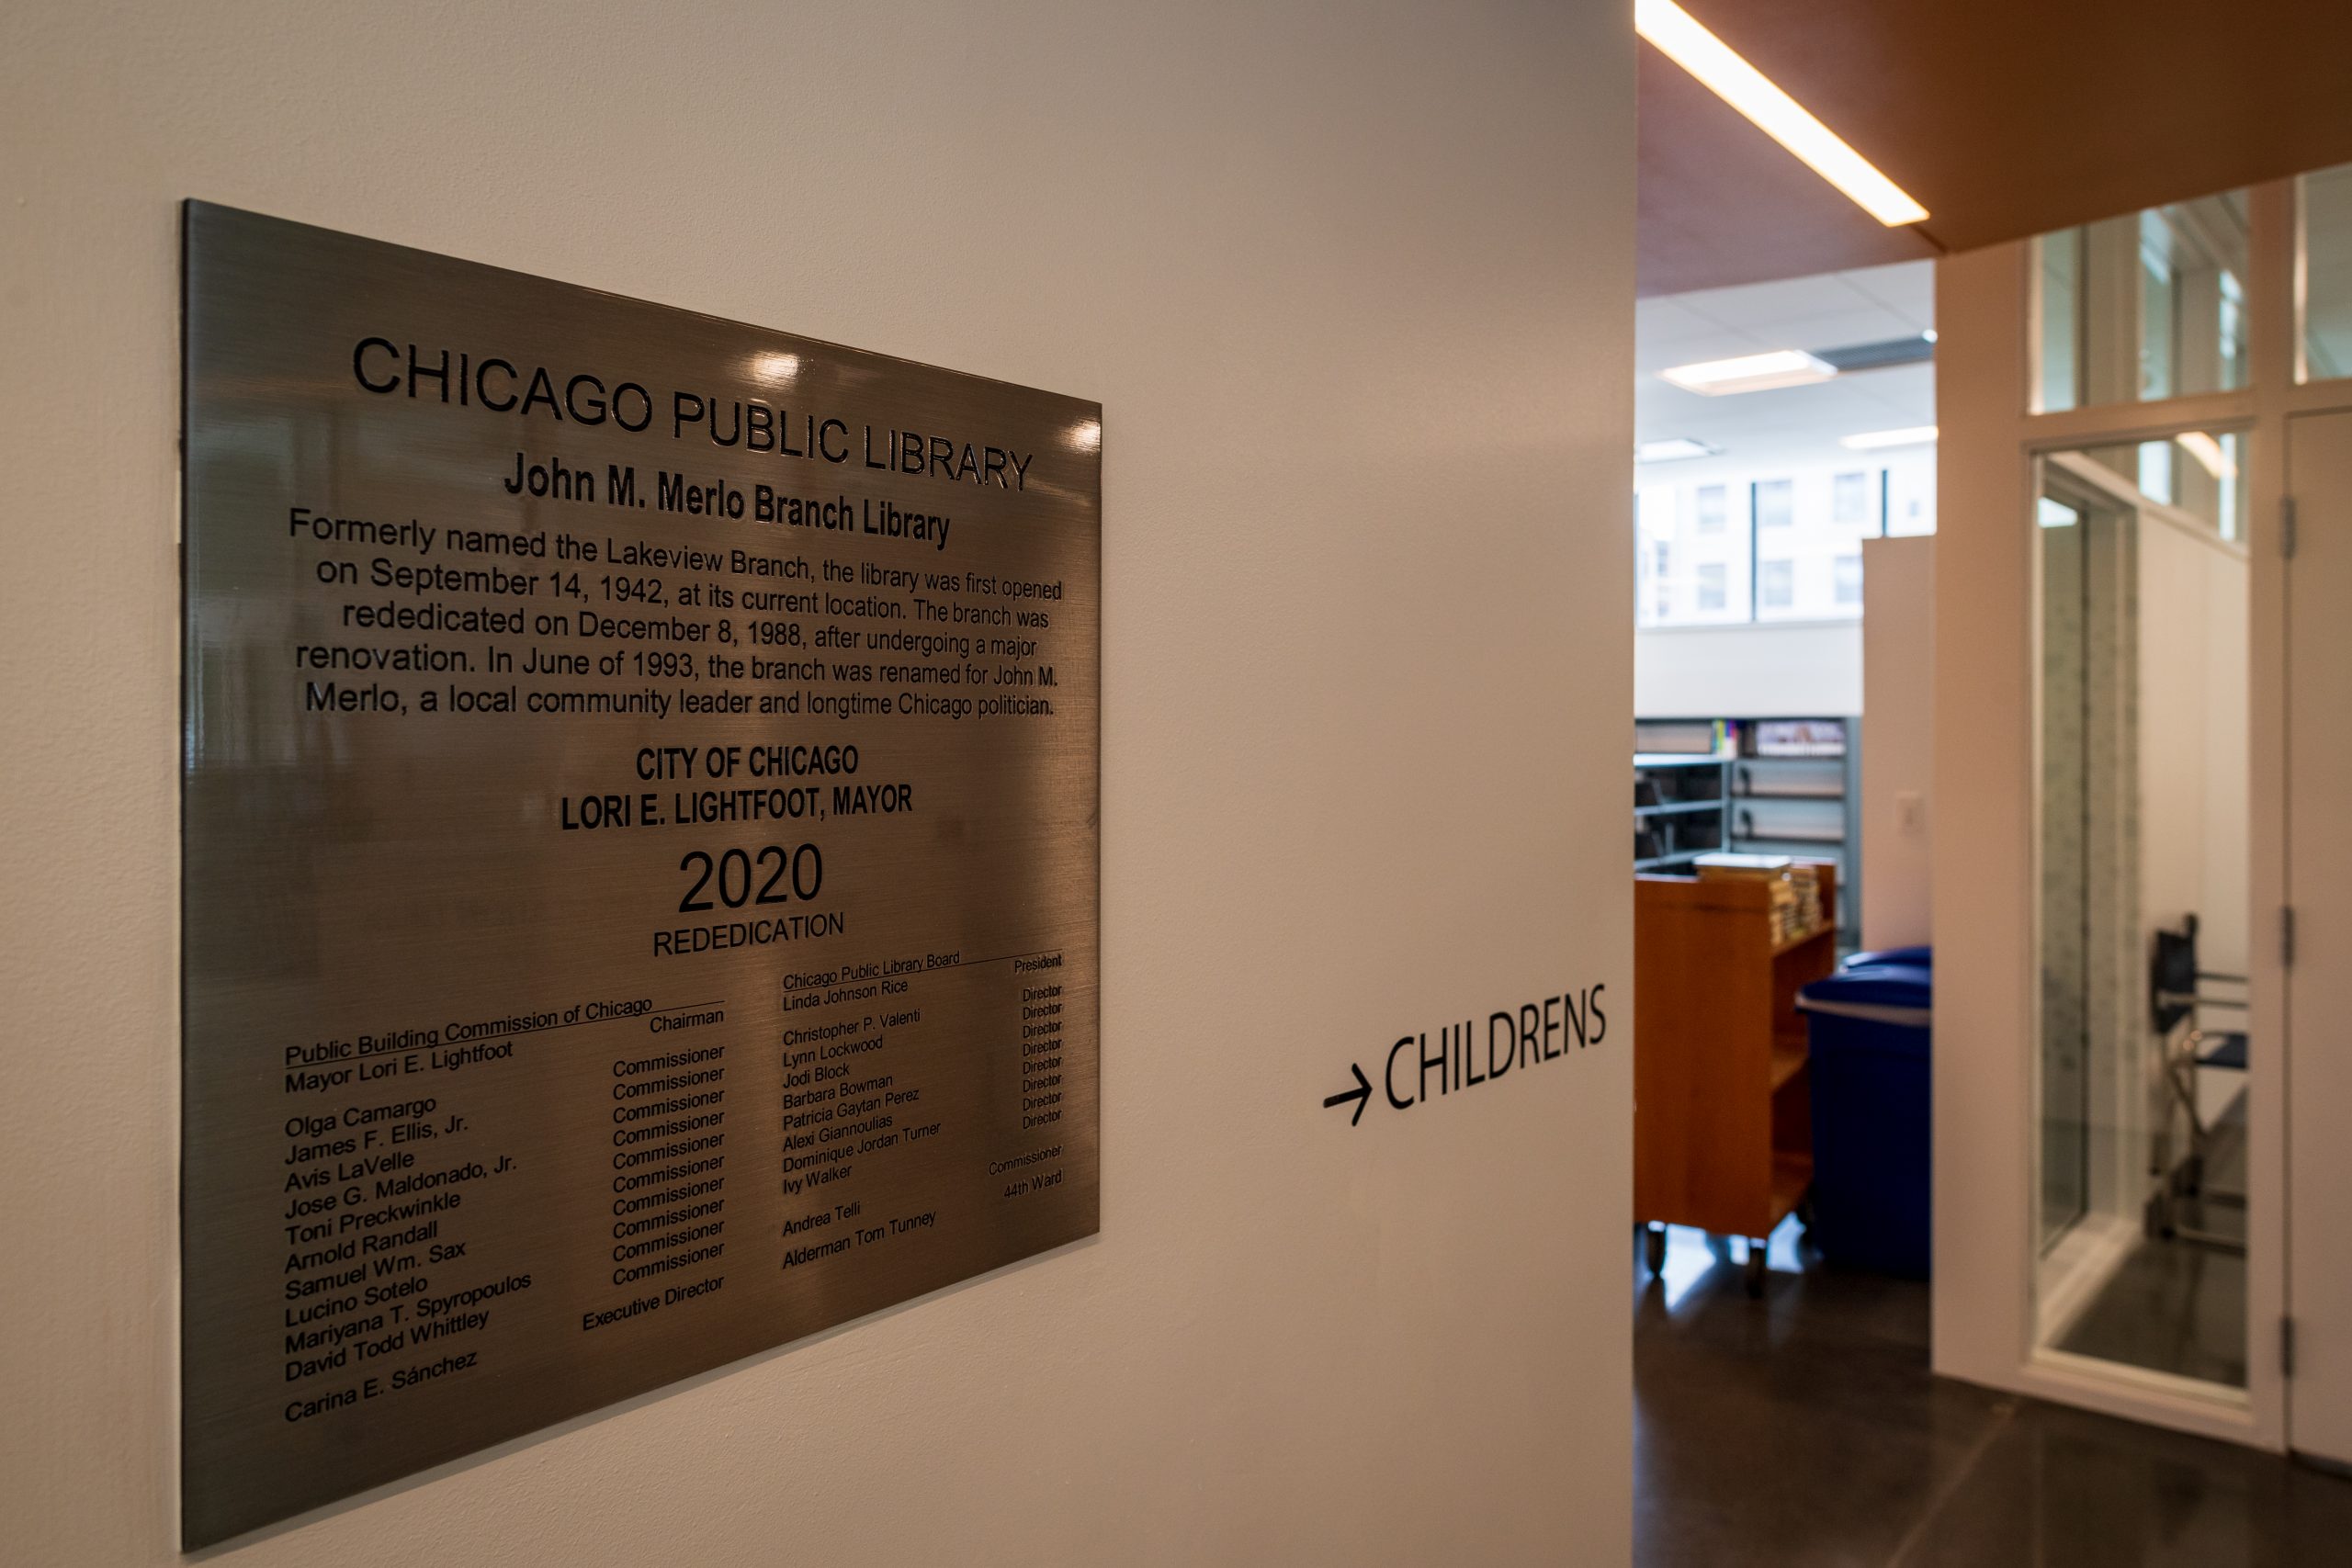 CHICAGO PUBLIC LIBRARY
John M. Merlo Branch Library
Formerly named the Lakeview Branch, the library was first opened
on September 14, 1942, at its current location. The branch was
rededicated on December 8, 1988, after undergoing a major
renovation. In June of 1993, the branch was renamed for John M.
Merlo, a local community leader and longtime Chicago politician.
CITY OF CHICAGO
LORI E. LIGHTFOOT, MAYOR
2020
REDEDICATION
Public Building Commission of Chicago
Mayor Lori E. Lightfoot Chairman
Olga Camargo Commissioner
James F. Ellis, Jr. Commissioner
Avis LaVelle Commissioner
Jose G. Maldonado, Jr. Commissioner
Toni Preckwinkle Commissioner
Arnold Randall Commissioner
Samuel Wm. Sax Commissioner
Lucino Sotelo Commissioner
Mariyana T. Spyropoulos Commissioner
David Todd Whittley Commissioner
Carina E. Sánchez Executive Director
Chicago Public Library Board
Linda Johnson Rice President
Christopher P. Valenti Director
Lynn Lockwood Director
Jodi Block Director
Barbara Bowman Director
Patricia Gaytan Perez Director
Alexi Giannoulias Director
Dominique Jordan Turner Director
Ivy Walker Director
Andrea Telli Commissioner
Alderman Tom Tunney 44th Ward
→ CHILDRENS